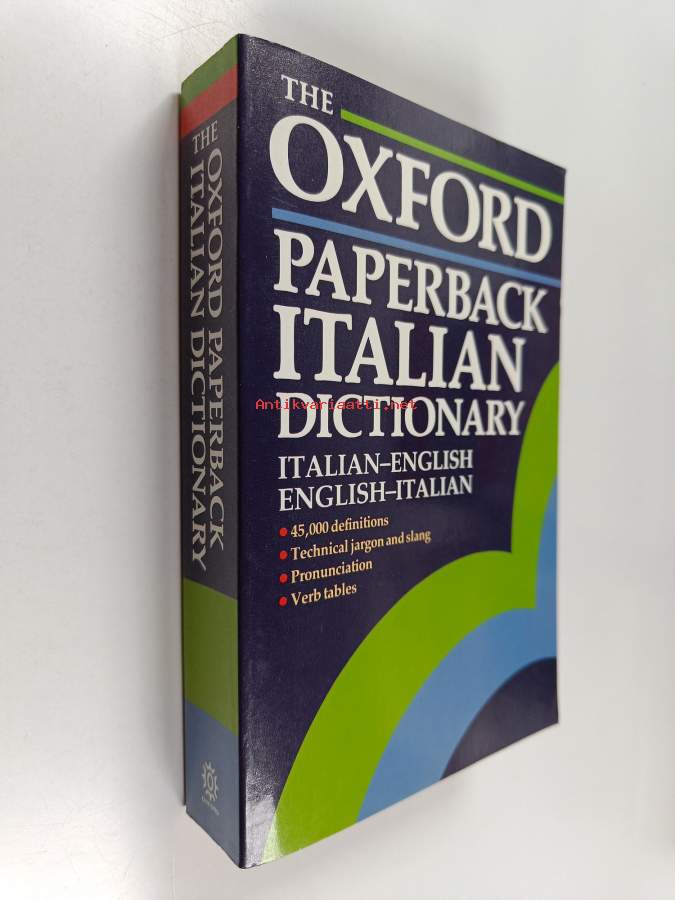 THE
OXFORD
PAPERBACK
ITALIAN
DICTIONARY
ITALIAN–ENGLISH
ENGLISH–ITALIAN
• 45,000 definitions
• Technical jargon and slang
• Pronunciation
• Verb tables
THE OXFORD PAPERBACK
ITALIAN DICTIONARY
Antikvariaatti.net